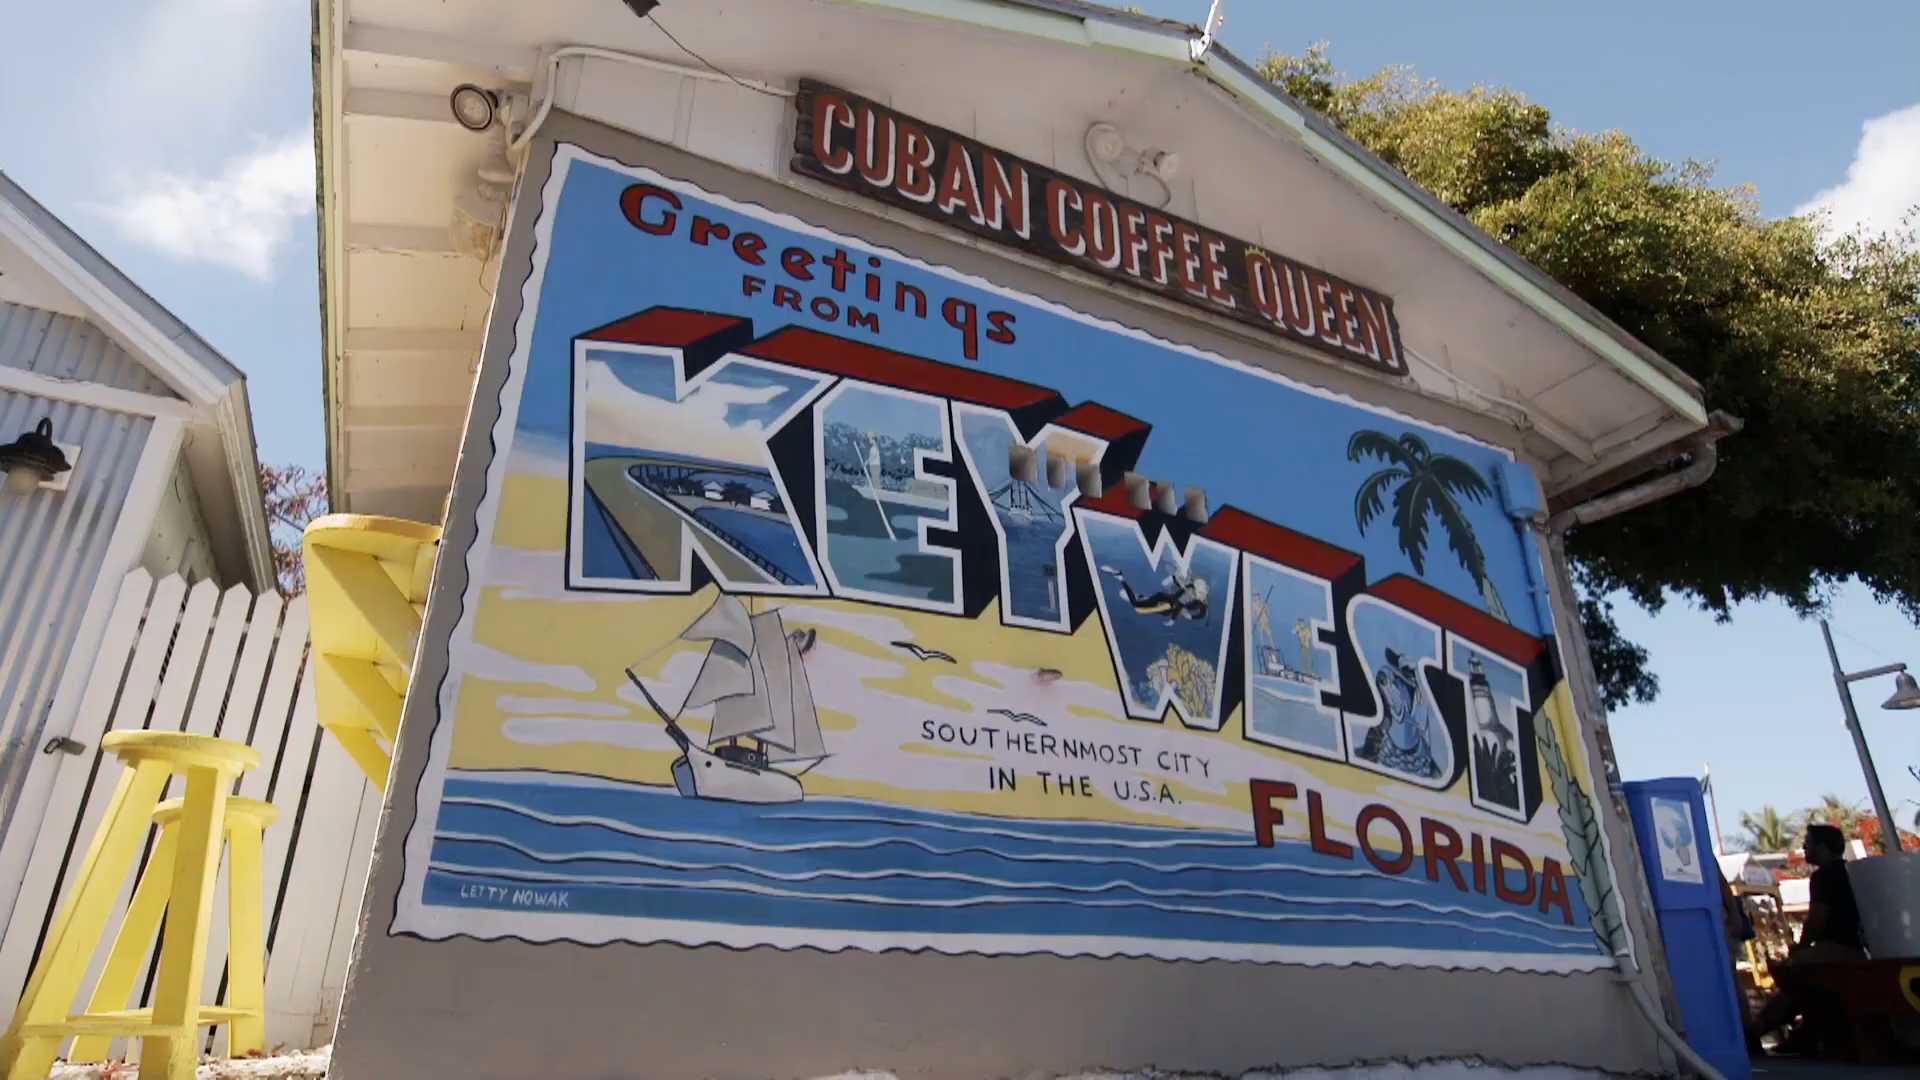 CUBAN COFFEE QUEEN
Greetings
FROM
KEY WEST
SOUTHERNMOST CITY
IN THE U.S.A.
FLORIDA
LETTY NOWAK